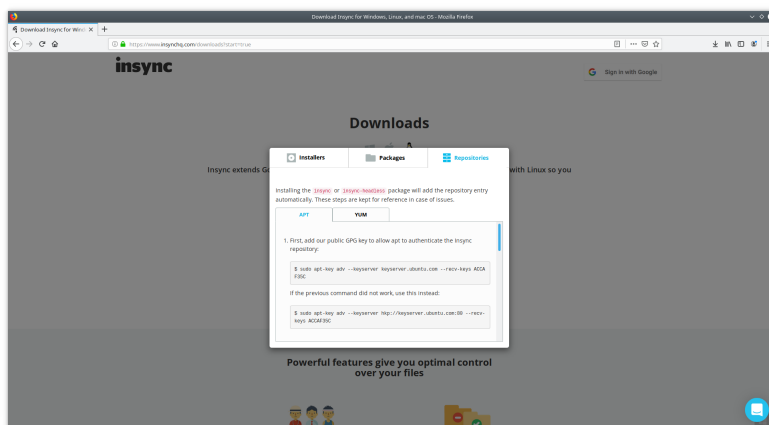 Download Insync for Windows, Linux, and mac OS - Mozilla Firefox
Download Insync for Wind
https://www.insynchq.com/downloads?start=true
insync
Sign in with Google
Downloads
Installers
Packages
Repositories
Insync extends Go
with Linux so you
Installing the insync or insync-headless package will add the repository entry
automatically. These steps are kept for reference in case of issues.
APT
YUM
1. First, add our public GPG key to allow apt to authenticate the Insync
repository:
$ sudo apt-key adv --keyserver keyserver.ubuntu.com --recv-keys ACCA
F35C
If the previous command did not work, use this instead:
$ sudo apt-key adv --keyserver hkp://keyserver.ubuntu.com:80 --recv-
keys ACCAF35C
Powerful features give you optimal control
over your files